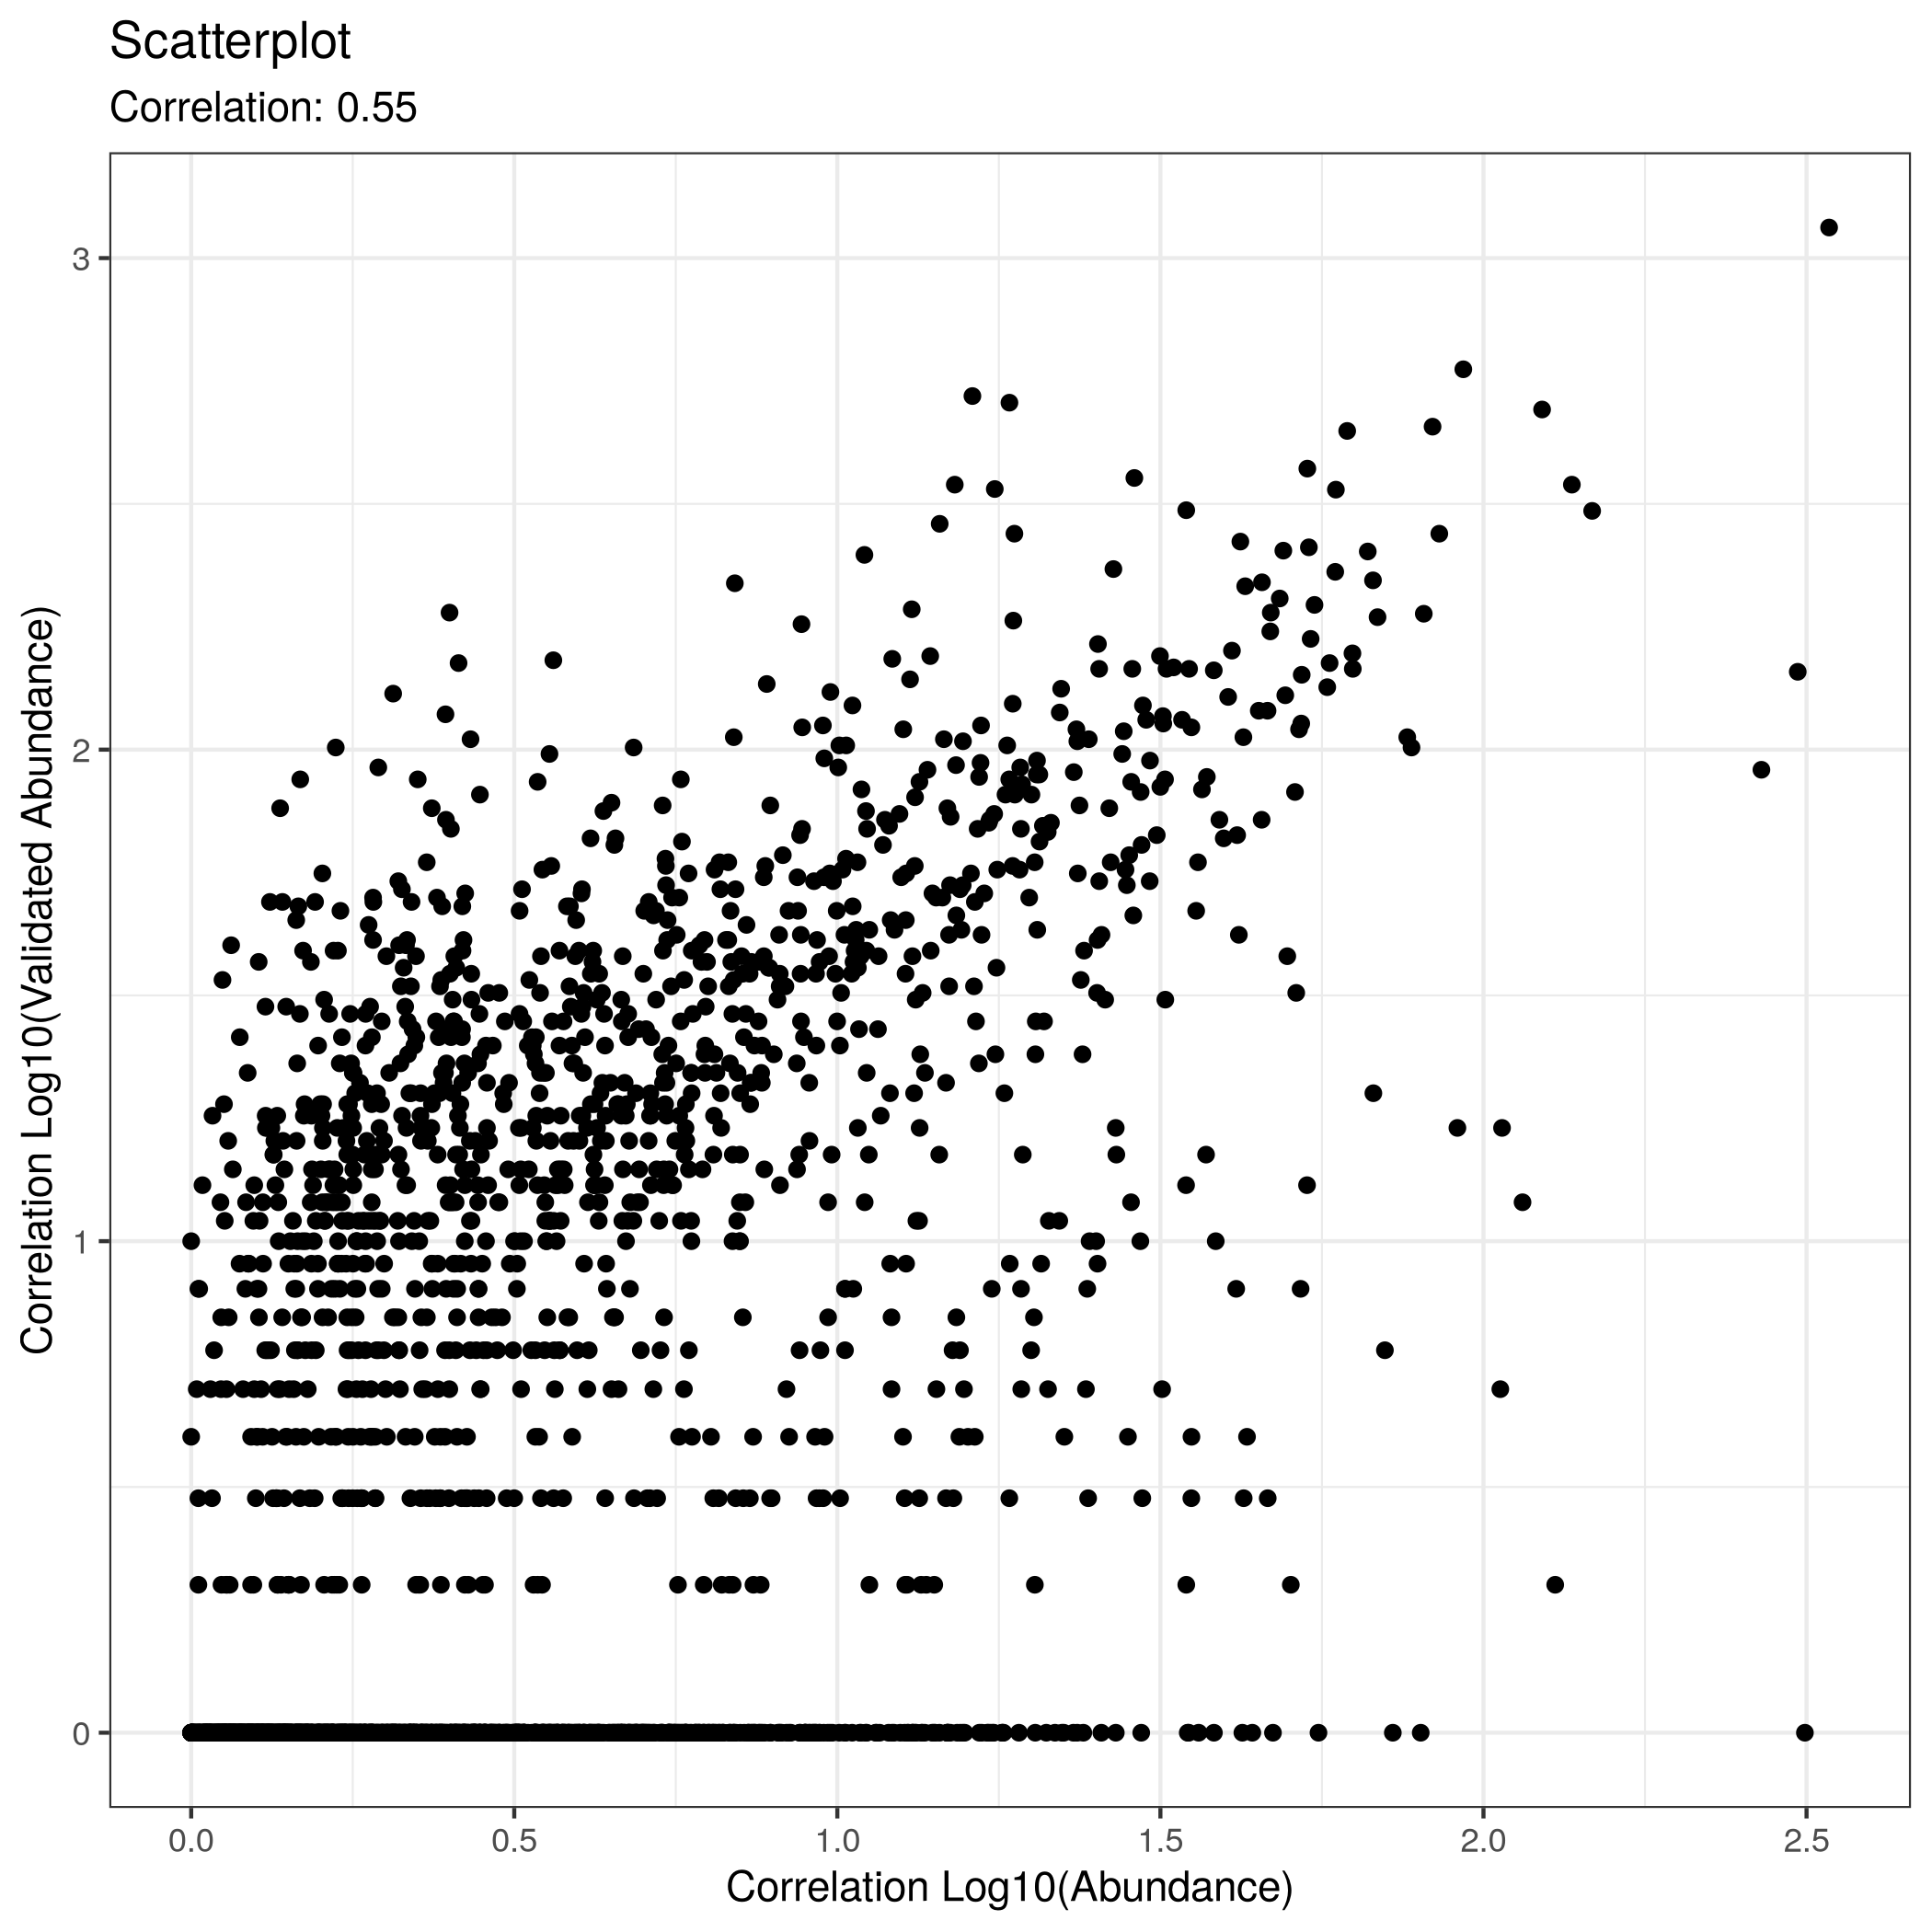 Scatterplot
Correlation: 0.55
Correlation Log10(Validated Abundance)
3
2
1
0
0.0 0.5 1.0 1.5 2.0 2.5
Correlation Log10(Abundance)